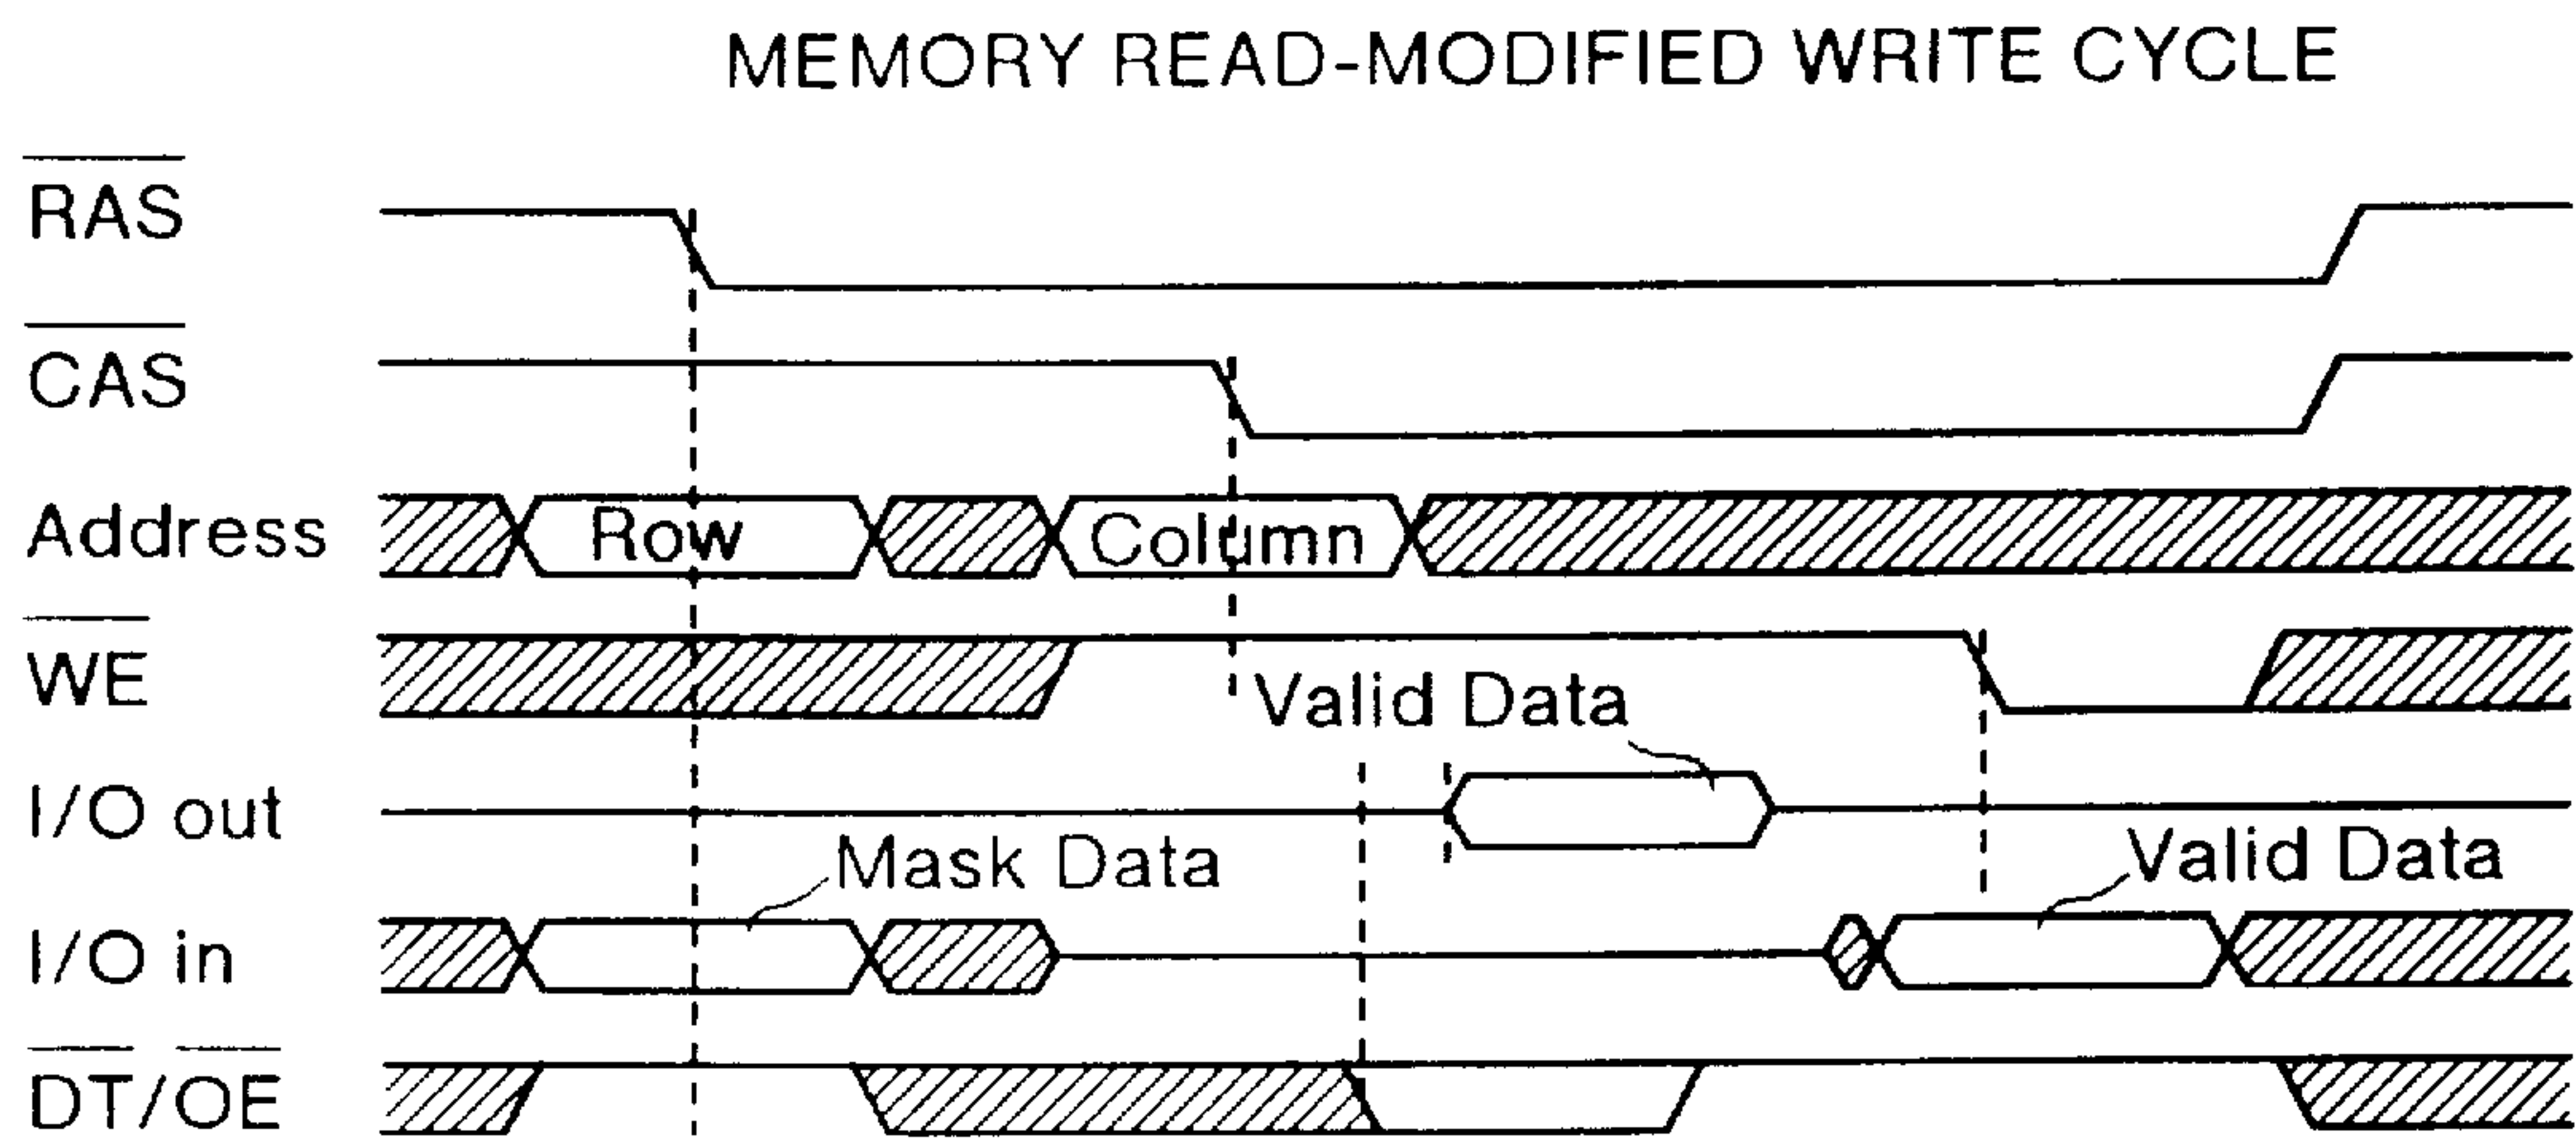 MEMORY READ-MODIFIED WRITE CYCLE
RAS
CAS
Address
Row
Column
WE
Valid Data
I/O out
Mask Data
Valid Data
I/O in
DT/OE